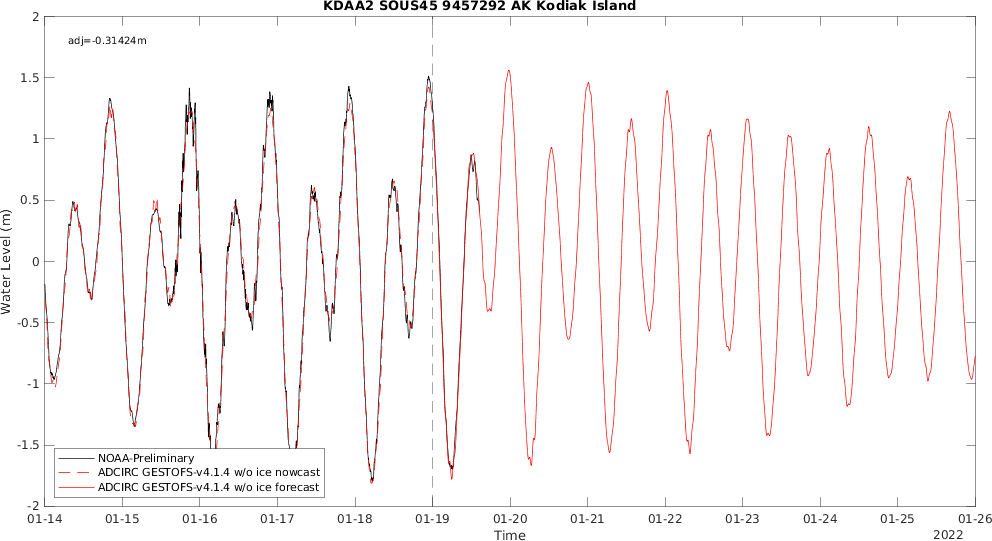 KDAA2 SOUS45 9457292 AK Kodiak Island
2
adj=-0.31424m
1.5
1
0.5
0
-0.5
-1
-1.5
-2
Water Level (m)
NOAA-Preliminary
ADCIRC GESTOFS-v4.1.4 w/o ice nowcast
ADCIRC GESTOFS-v4.1.4 w/o ice forecast
01-14 01-15 01-16 01-17 01-18 01-19 01-20 01-21 01-22 01-23 01-24 01-25 01-26
Time
2022